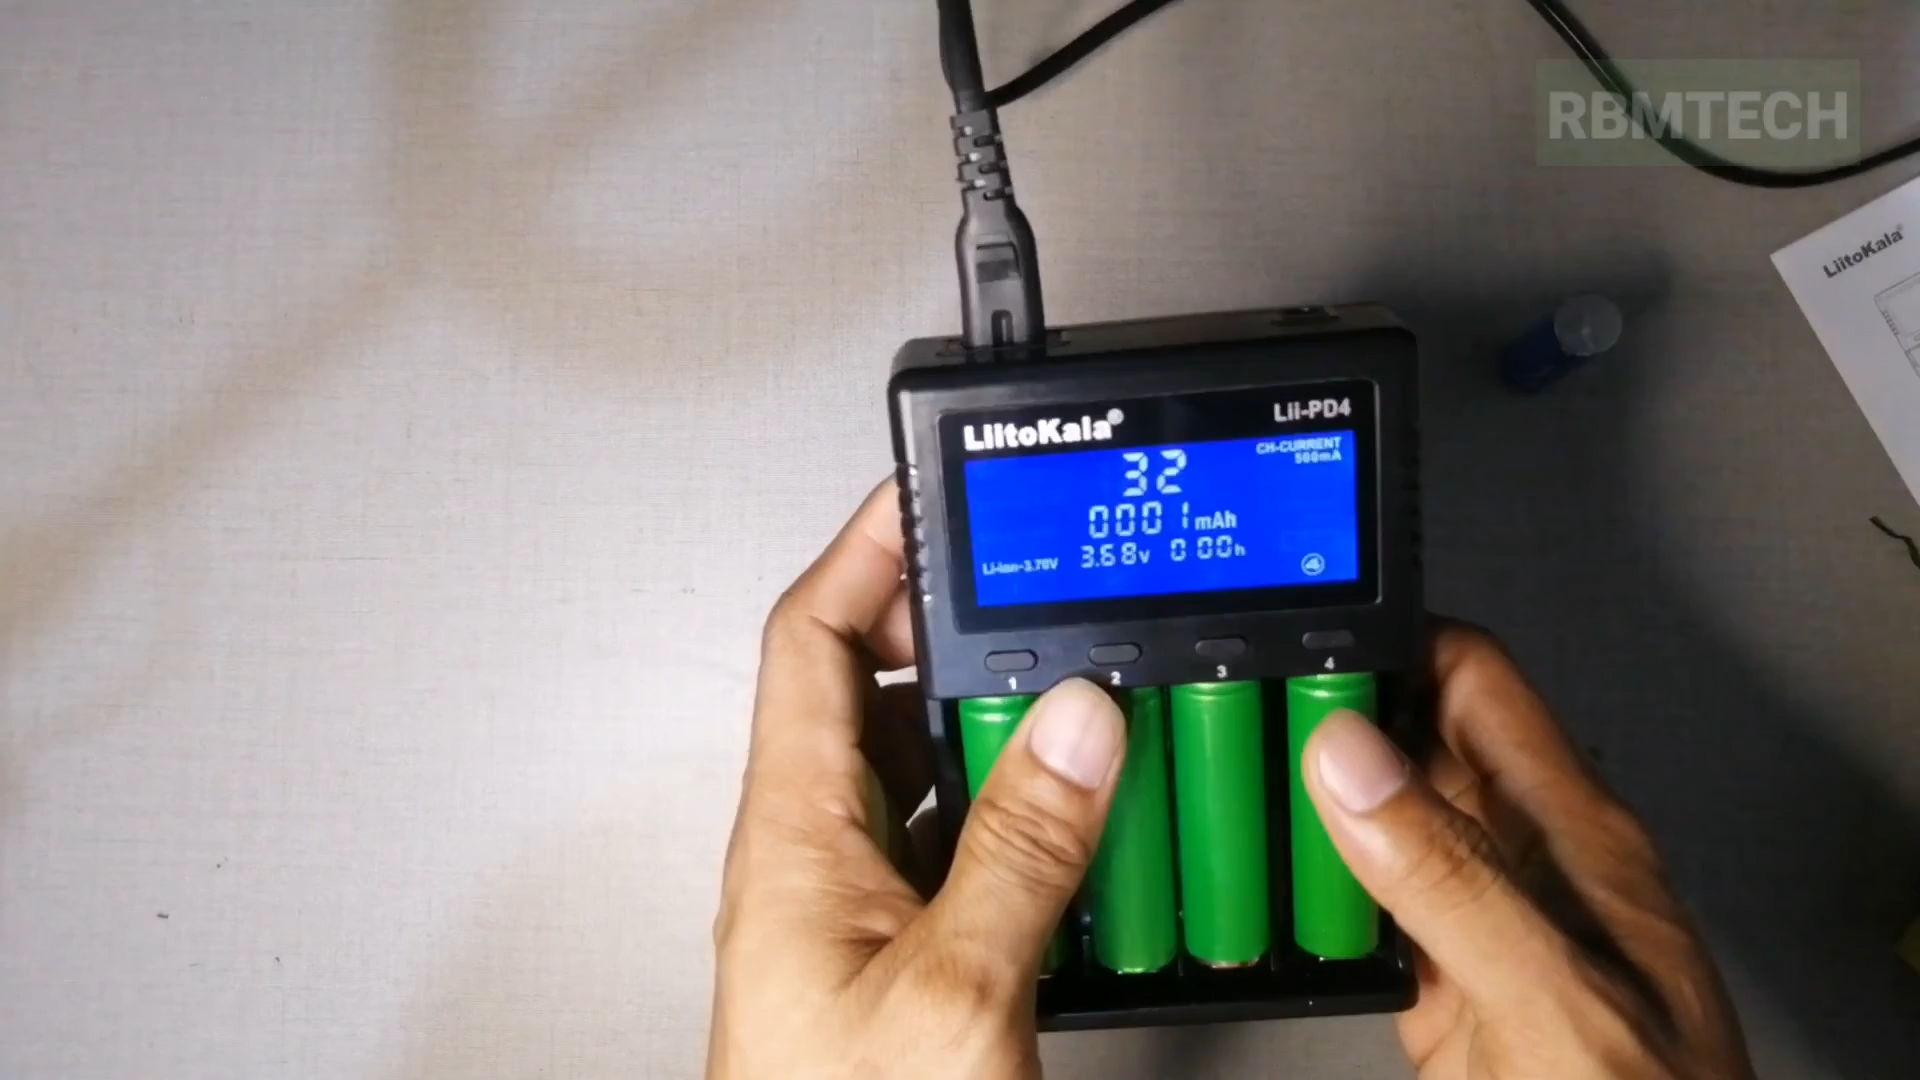 RBMTECH
LiitoKala®
LiitoKala®
Lii-PD4
CH-CURRENT
500mA
32
0001mAh
Li-ion-3.70V 3.68v 0:00h
4
1 2 3 4